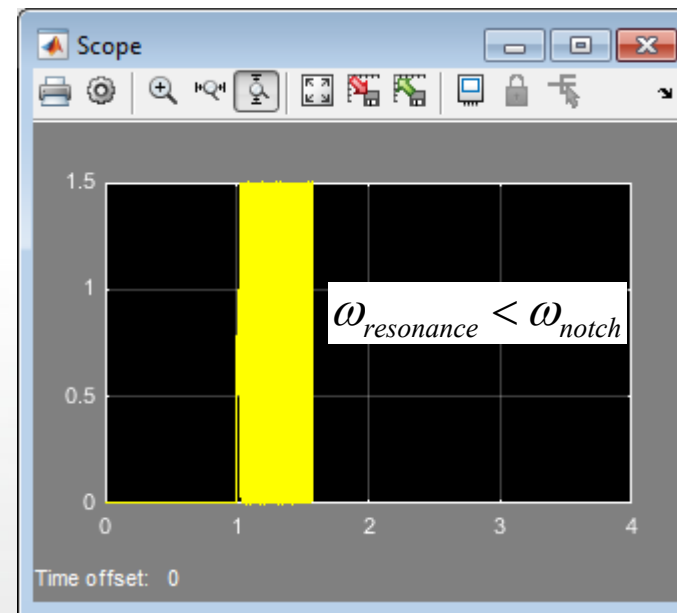 Scope
1.5
1
0.5
0
0 1 2 3 4
ω_resonance < ω_notch
Time offset: 0